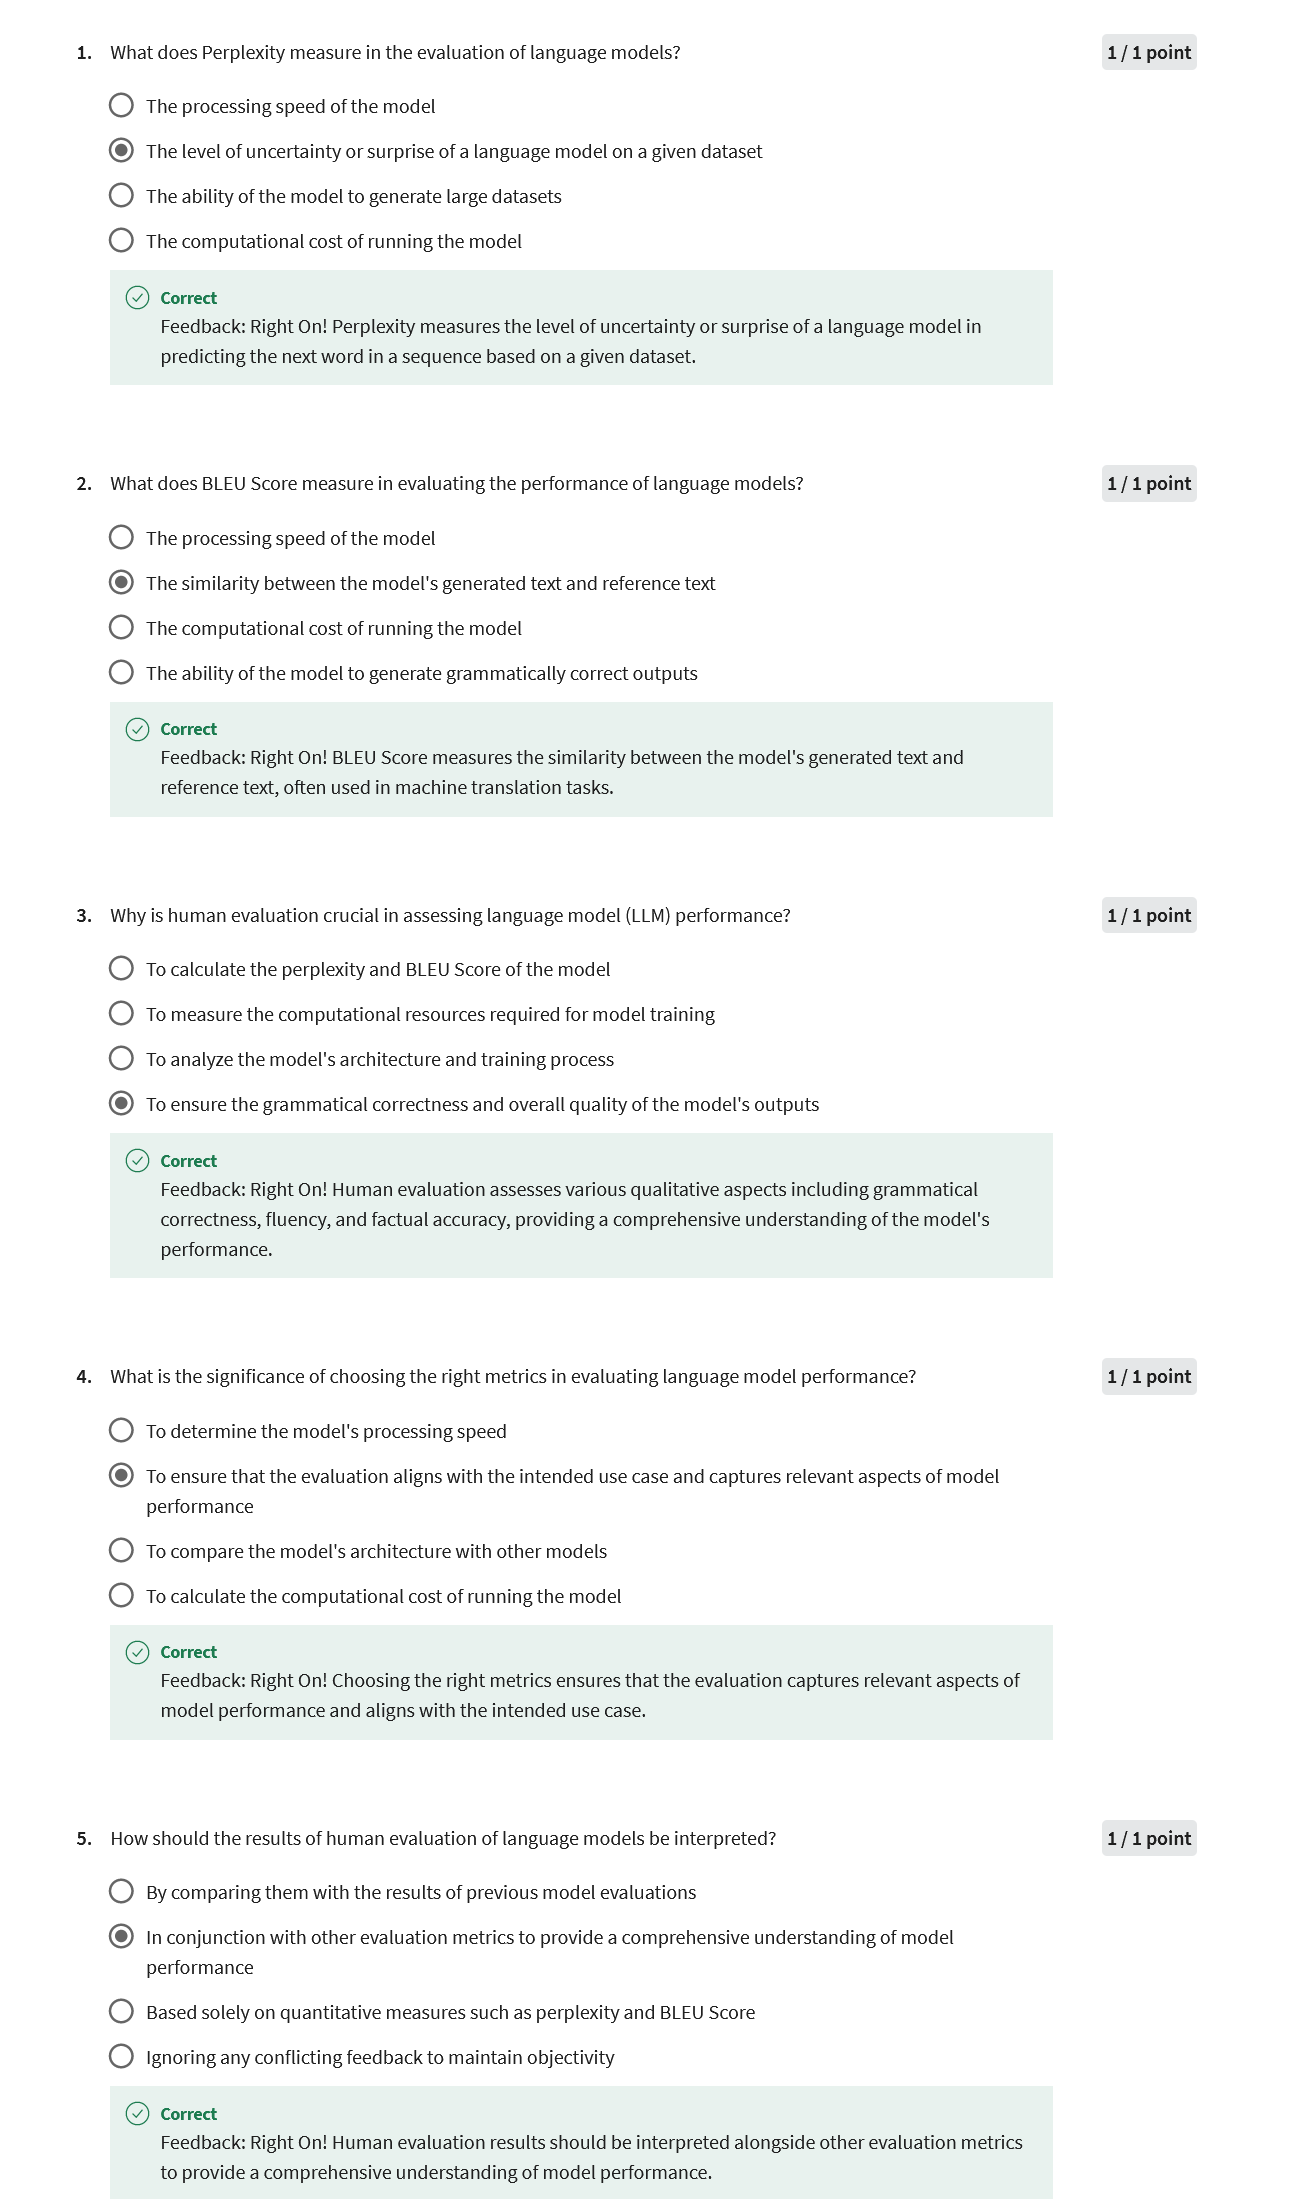 1. What does Perplexity measure in the evaluation of language models? 1 / 1 point
The processing speed of the model
The level of uncertainty or surprise of a language model on a given dataset
The ability of the model to generate large datasets
The computational cost of running the model
Correct
Feedback: Right On! Perplexity measures the level of uncertainty or surprise of a language model in
predicting the next word in a sequence based on a given dataset.
2. What does BLEU Score measure in evaluating the performance of language models? 1 / 1 point
The processing speed of the model
The similarity between the model's generated text and reference text
The computational cost of running the model
The ability of the model to generate grammatically correct outputs
Correct
Feedback: Right On! BLEU Score measures the similarity between the model's generated text and
reference text, often used in machine translation tasks.
3. Why is human evaluation crucial in assessing language model (LLM) performance? 1 / 1 point
To calculate the perplexity and BLEU Score of the model
To measure the computational resources required for model training
To analyze the model's architecture and training process
To ensure the grammatical correctness and overall quality of the model's outputs
Correct
Feedback: Right On! Human evaluation assesses various qualitative aspects including grammatical
correctness, fluency, and factual accuracy, providing a comprehensive understanding of the model's
performance.
4. What is the significance of choosing the right metrics in evaluating language model performance? 1 / 1 point
To determine the model's processing speed
To ensure that the evaluation aligns with the intended use case and captures relevant aspects of model
performance
To compare the model's architecture with other models
To calculate the computational cost of running the model
Correct
Feedback: Right On! Choosing the right metrics ensures that the evaluation captures relevant aspects of
model performance and aligns with the intended use case.
5. How should the results of human evaluation of language models be interpreted? 1 / 1 point
By comparing them with the results of previous model evaluations
In conjunction with other evaluation metrics to provide a comprehensive understanding of model
performance
Based solely on quantitative measures such as perplexity and BLEU Score
Ignoring any conflicting feedback to maintain objectivity
Correct
Feedback: Right On! Human evaluation results should be interpreted alongside other evaluation metrics
to provide a comprehensive understanding of model performance.